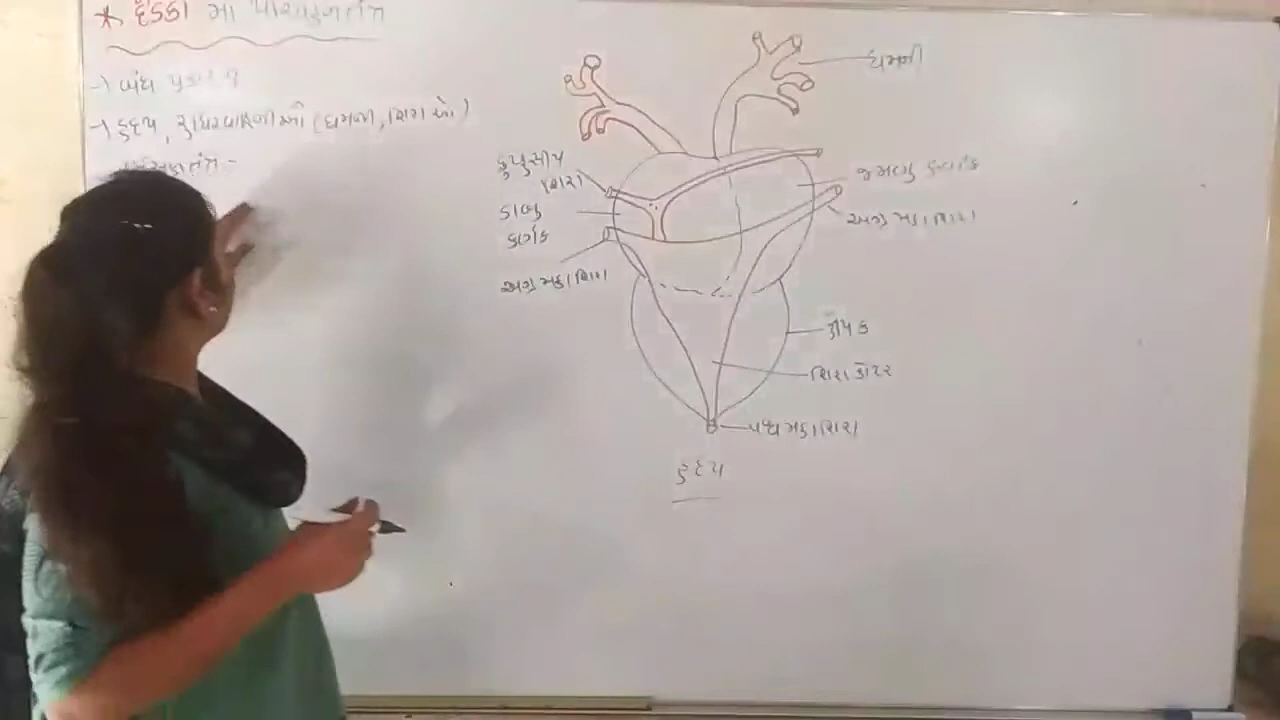 * દેડકા માં પરિવહનતંત્ર
→ બંધ પ્રકારનું
→ હૃદય, રુધિરવાહિનીઓ (ધમની, શિરાઓ)
ધમની
ફુપ્ફુસીય
શિરા
ડાબુ
કર્ણક
અગ્ર મહાશિરા
જમણુ કર્ણક
અગ્ર મહાશિરા
ક્ષેપક
શિરાકોટર
પશ્ચ મહાશિરા
હૃદય